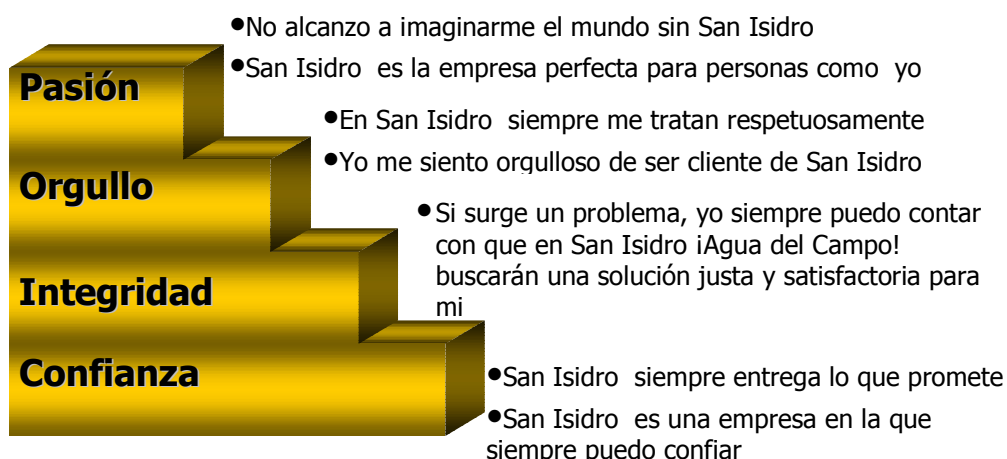 •No alcanzo a imaginarme el mundo sin San Isidro
•San Isidro es la empresa perfecta para personas como yo
Pasión
•En San Isidro siempre me tratan respetuosamente
•Yo me siento orgulloso de ser cliente de San Isidro
Orgullo
•Si surge un problema, yo siempre puedo contar
con que en San Isidro ¡Agua del Campo!
buscarán una solución justa y satisfactoria para
mi
Integridad
Confianza
•San Isidro siempre entrega lo que promete
•San Isidro es una empresa en la que
siempre puedo confiar